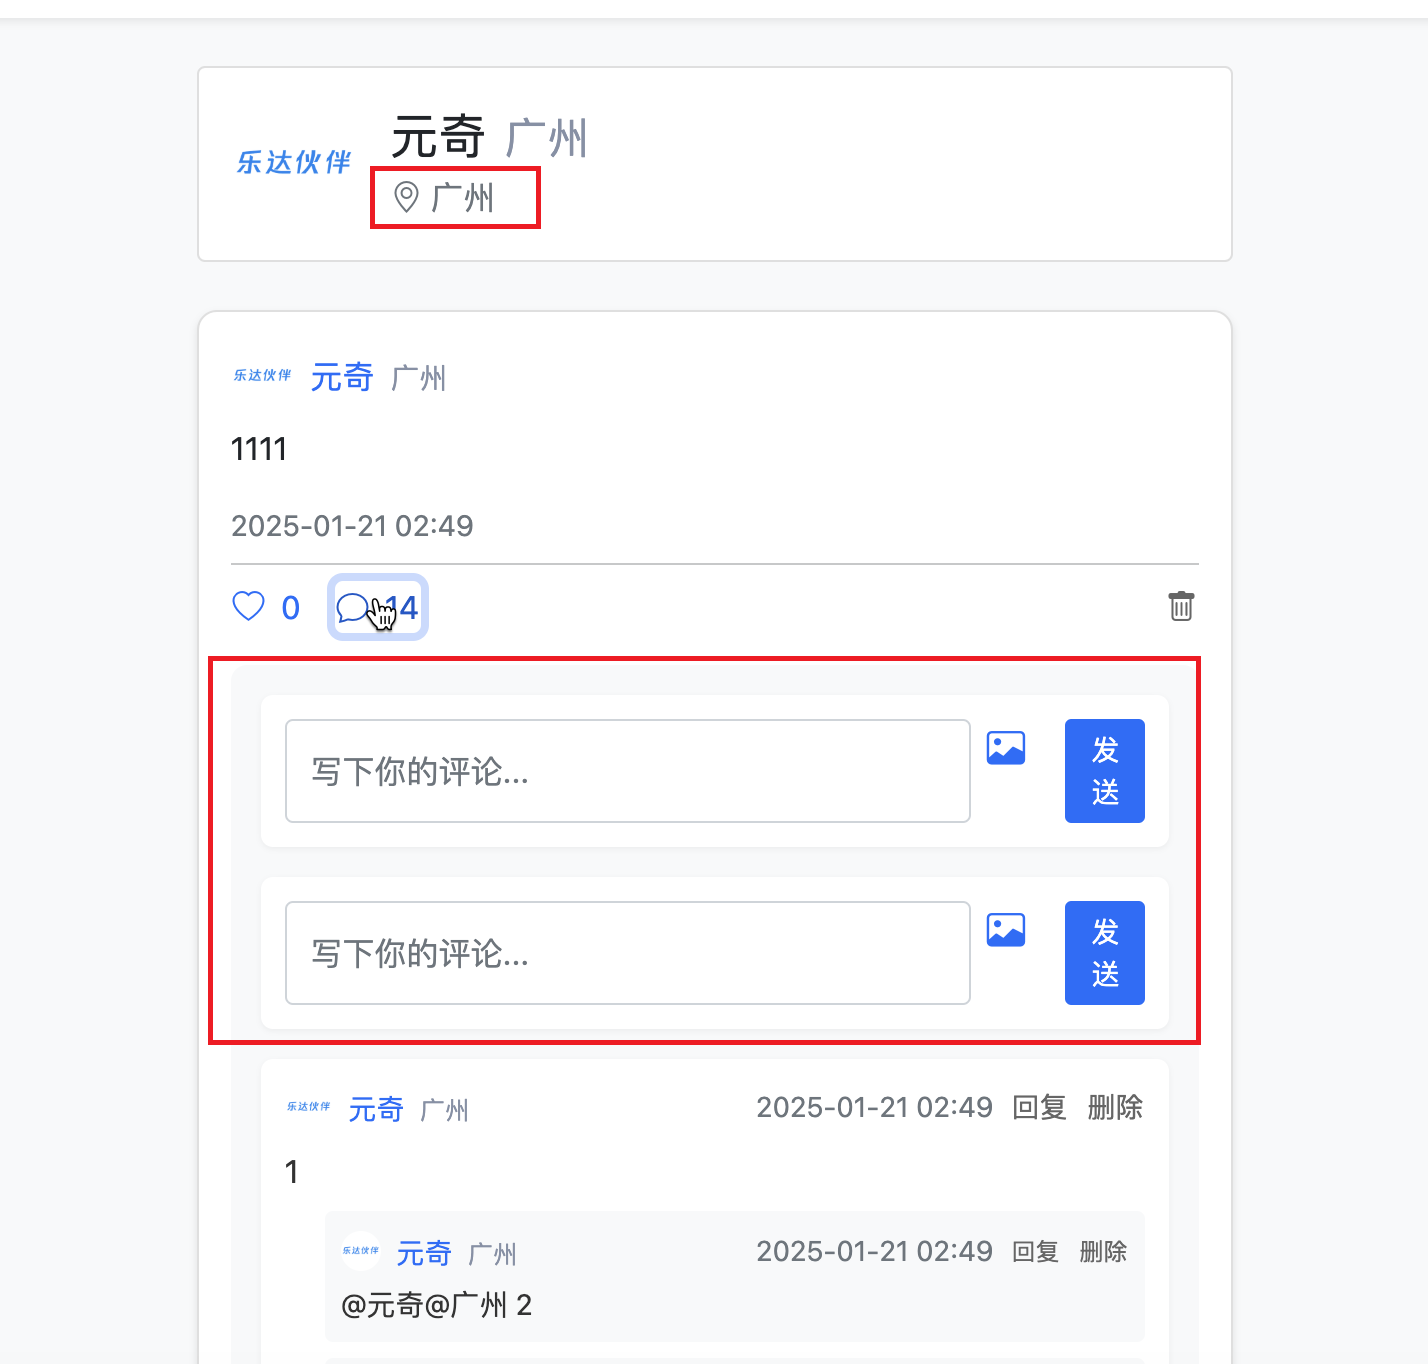 乐达伙伴
元奇 广州
广州
乐达伙伴 元奇 广州
1111
2025-01-21 02:49
0 14
写下你的评论...
发送
写下你的评论...
发送
乐达伙伴 元奇 广州 2025-01-21 02:49 回复 删除
1
乐达伙伴 元奇 广州 2025-01-21 02:49 回复 删除
@元奇@广州 2